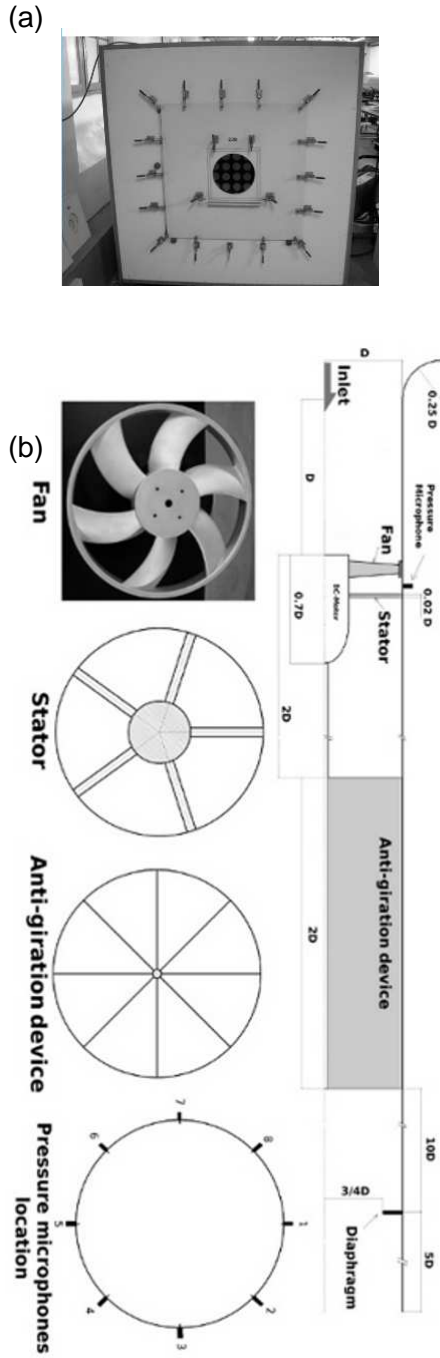 (a)
(b)
D
Inlet
0.25 D
D
Pressure
Microphone
Fan
0.02 D
DC-Motor
0.7D
Stator
2D
Anti-giration device
2D
10D
3/4D
Diaphragm
5D
Fan
Stator
Anti-giration device
Pressure microphones
location
1
2
3
4
5
6
7
8